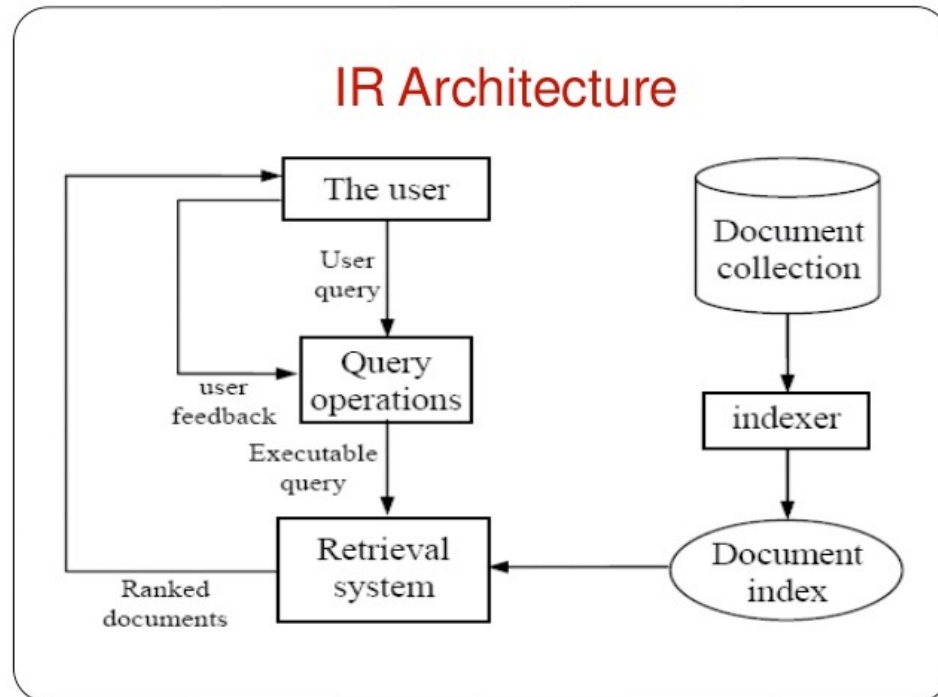 IR Architecture
The user
User
query
user
feedback
Query
operations
Executable
query
Retrieval
system
Ranked
documents
Document
collection
indexer
Document
index